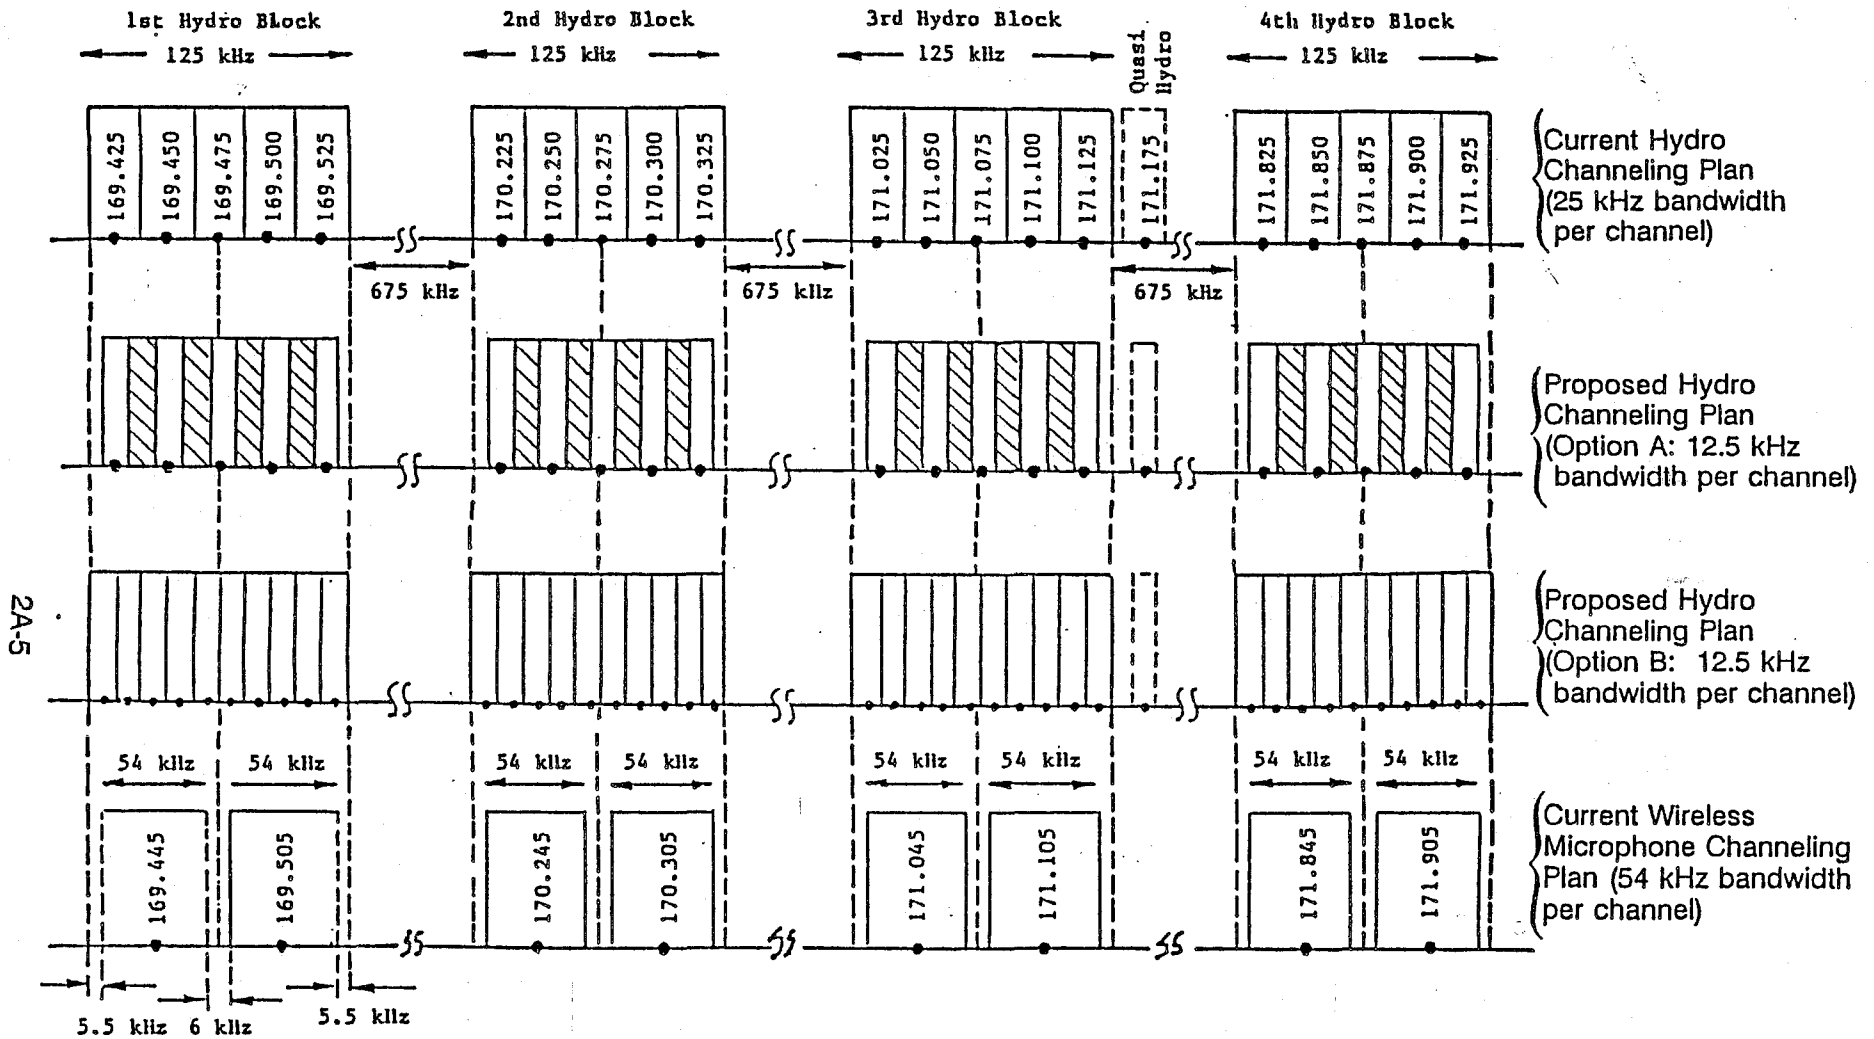 1st Hydro Block
2nd Hydro Block
3rd Hydro Block
4th Hydro Block
125 kHz
125 kHz
125 kHz
125 kHz
Quasi
Hydro
169.425
169.450
169.475
169.500
169.525
170.225
170.250
170.275
170.300
170.325
171.025
171.050
171.075
171.100
171.125
171.175
171.825
171.850
171.875
171.900
171.925
Current Hydro
Channeling Plan
(25 kHz bandwidth
per channel)
675 kHz
675 kHz
675 kHz
Proposed Hydro
Channeling Plan
(Option A: 12.5 kHz
bandwidth per channel)
Proposed Hydro
Channeling Plan
(Option B: 12.5 kHz
bandwidth per channel)
2A-5
54 kHz
54 kHz
54 kHz
54 kHz
54 kHz
54 kHz
54 kHz
54 kHz
169.445
169.505
170.245
170.305
171.045
171.105
171.845
171.905
Current Wireless
Microphone Channeling
Plan (54 kHz bandwidth
per channel)
5.5 kHz
6 kHz
5.5 kHz